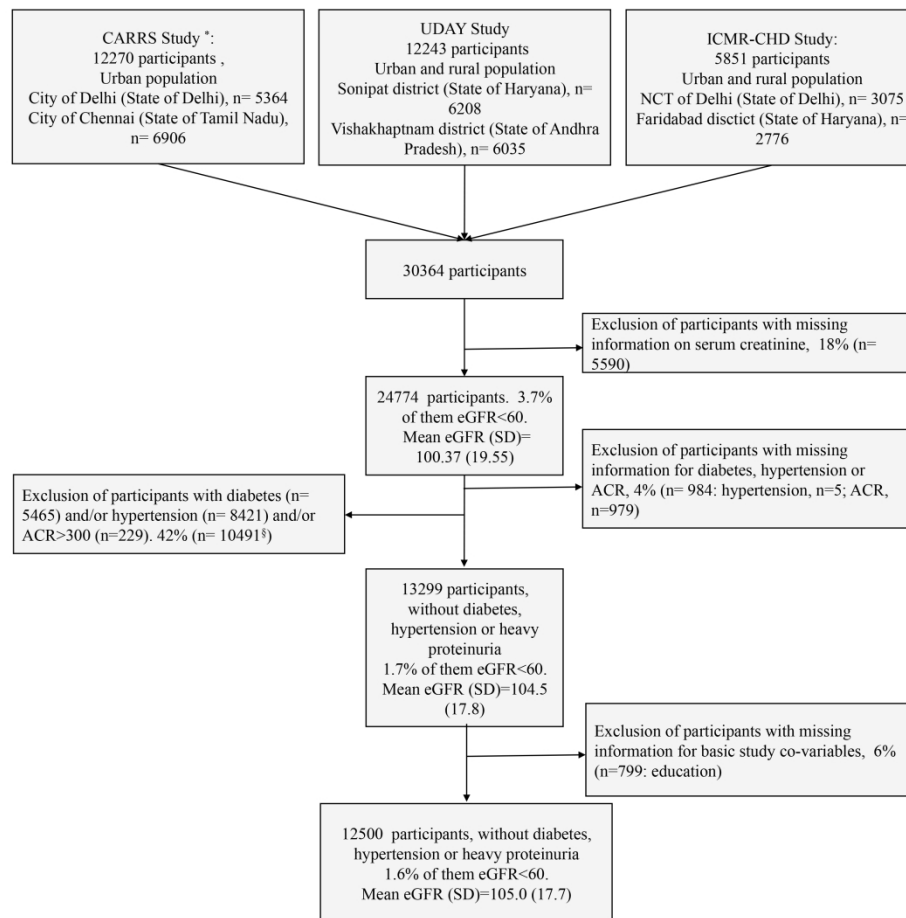 CARRS Study *:
12270 participants ,
Urban population
City of Delhi (State of Delhi), n= 5364
City of Chennai (State of Tamil Nadu),
n= 6906
UDAY Study
12243 participants
Urban and rural population
Sonipat district (State of Haryana), n=
6208
Vishakhaptnam district (State of Andhra
Pradesh), n= 6035
ICMR-CHD Study:
5851 participants
Urban and rural population
NCT of Delhi (State of Delhi), n= 3075
Faridabad disctict (State of Haryana), n=
2776
30364 participants
Exclusion of participants with missing
information on serum creatinine, 18% (n=
5590)
24774 participants. 3.7%
of them eGFR<60.
Mean eGFR (SD)=
100.37 (19.55)
Exclusion of participants with missing
information for diabetes, hypertension or
ACR, 4% (n= 984: hypertension, n=5; ACR,
n=979)
Exclusion of participants with diabetes (n=
5465) and/or hypertension (n= 8421) and/or
ACR>300 (n=229). 42% (n= 10491§)
13299 participants,
without diabetes,
hypertension or heavy
proteinuria
1.7% of them eGFR<60.
Mean eGFR (SD)=104.5
(17.8)
Exclusion of participants with missing
information for basic study co-variables, 6%
(n=799: education)
12500 participants, without diabetes,
hypertension or heavy proteinuria
1.6% of them eGFR<60.
Mean eGFR (SD)=105.0 (17.7)